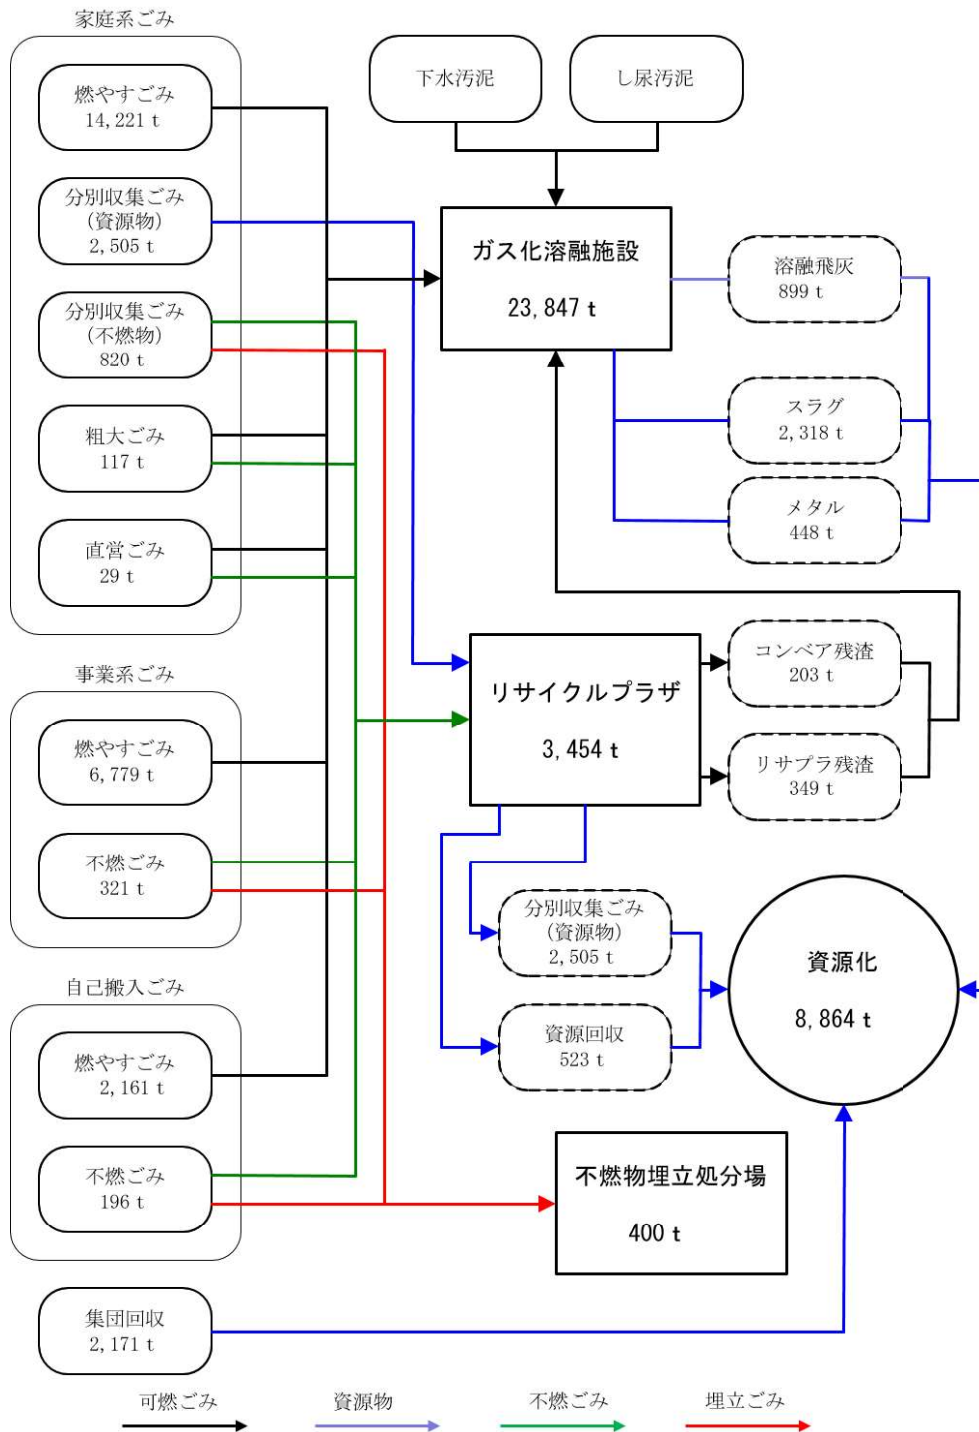 家庭系ごみ
燃やすごみ
14,221 t
分別収集ごみ
(資源物)
2,505 t
分別収集ごみ
(不燃物)
820 t
粗大ごみ
117 t
直営ごみ
29 t
事業系ごみ
燃やすごみ
6,779 t
不燃ごみ
321 t
自己搬入ごみ
燃やすごみ
2,161 t
不燃ごみ
196 t
集団回収
2,171 t
下水汚泥
し尿汚泥
ガス化溶融施設
23,847 t
溶融飛灰
899 t
スラグ
2,318 t
メタル
448 t
リサイクルプラザ
3,454 t
コンベア残渣
203 t
リサプラ残渣
349 t
分別収集ごみ
(資源物)
2,505 t
資源回収
523 t
資源化
8,864 t
不燃物埋立処分場
400 t
可燃ごみ
資源物
不燃ごみ
埋立ごみ